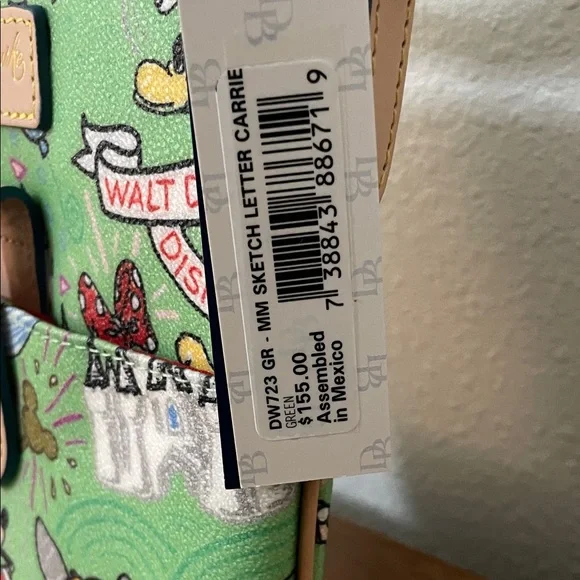 DW723 GR - MM SKETCH LETTER CARRIE
GREEN
$155.00
Assembled
in Mexico
7 38843 88671 9
WALT D
DISN